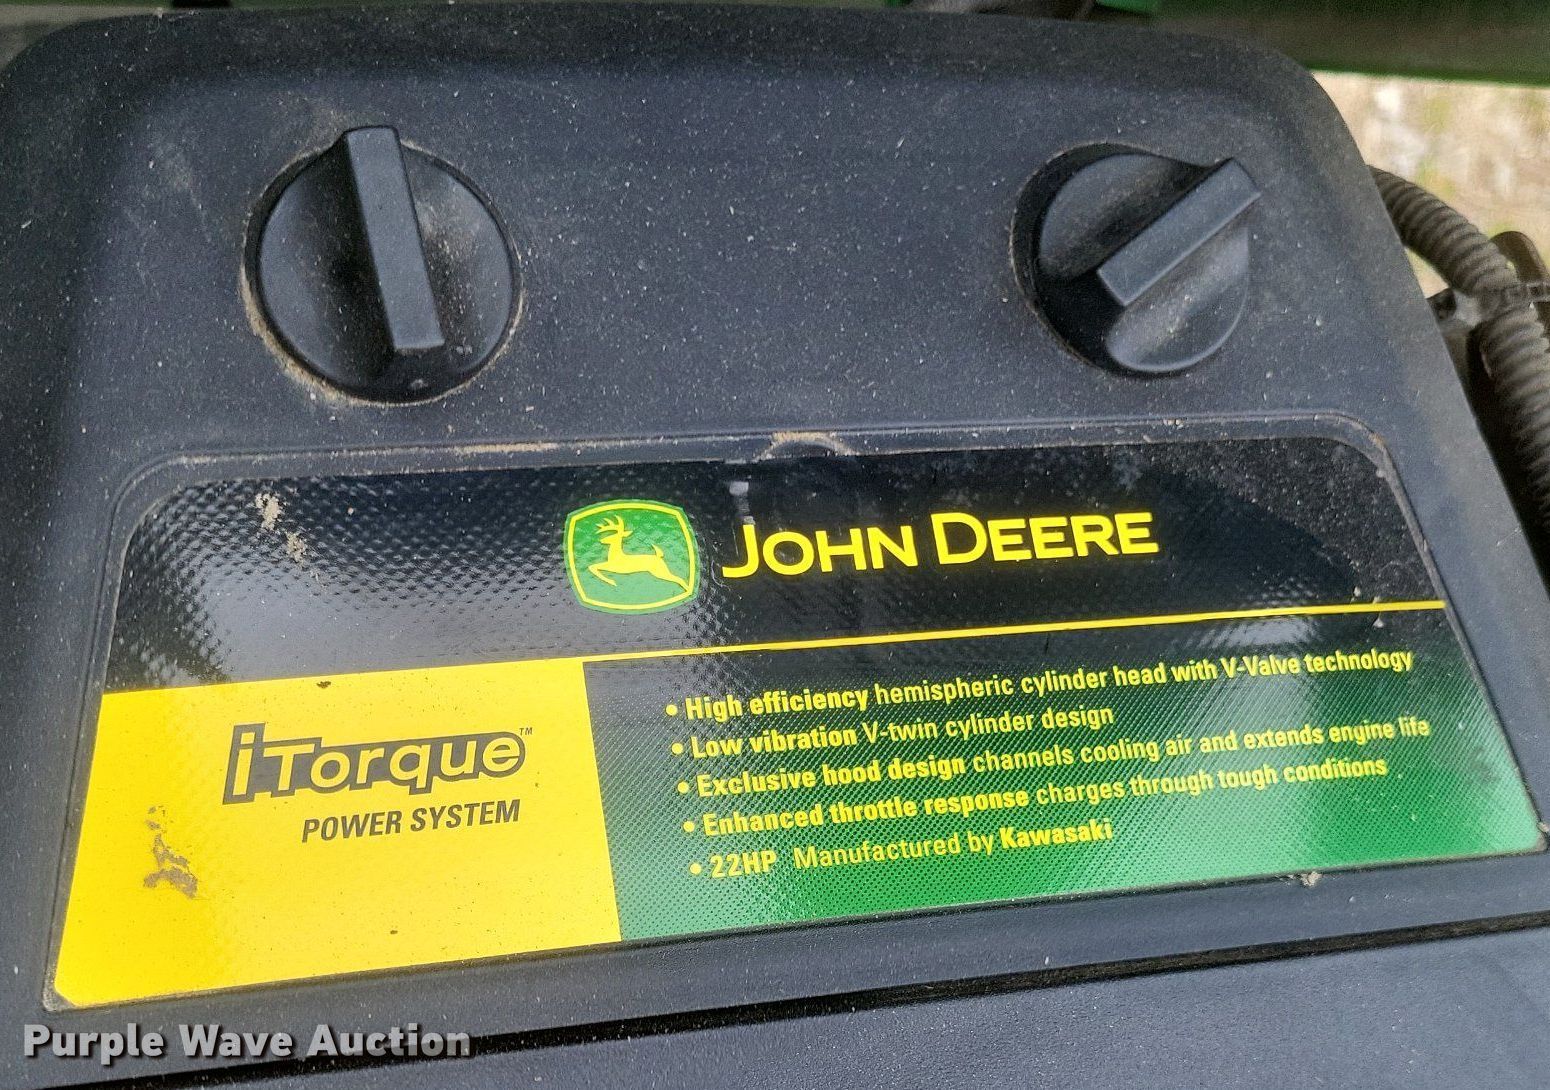 JOHN DEERE
iTorque™
POWER SYSTEM
• High efficiency hemispheric cylinder head with V-Valve technology
• Low vibration V-twin cylinder design
• Exclusive hood design channels cooling air and extends engine life
• Enhanced throttle response charges through tough conditions
• 22HP Manufactured by Kawasaki
Purple Wave Auction